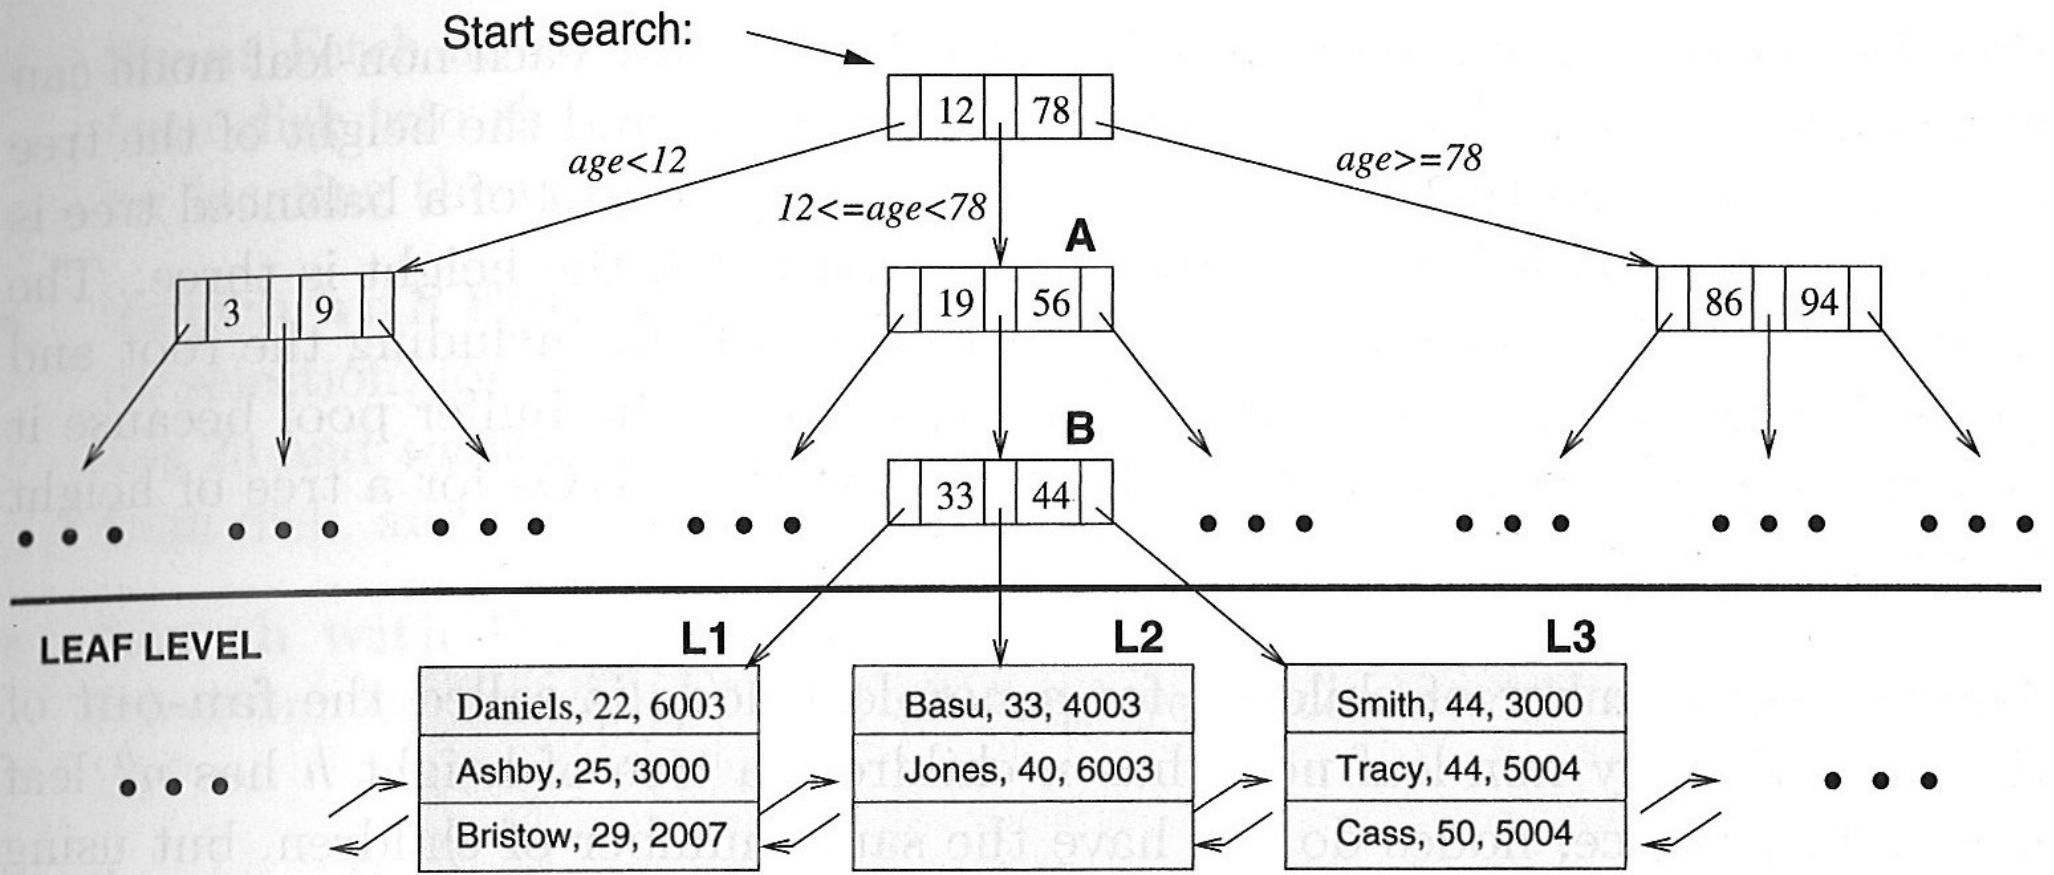 Start search:
12 78
age<12
12<=age<78
age>=78
A
3 9
19 56
86 94
B
33 44
LEAF LEVEL
L1
L2
L3
Daniels, 22, 6003
Ashby, 25, 3000
Bristow, 29, 2007
Basu, 33, 4003
Jones, 40, 6003
Smith, 44, 3000
Tracy, 44, 5004
Cass, 50, 5004